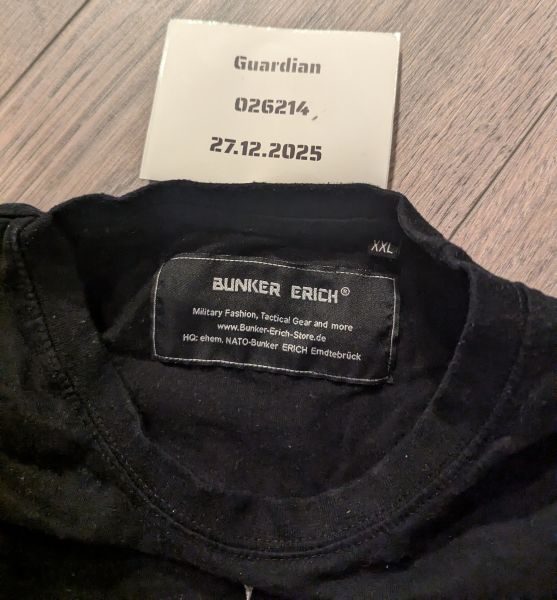 Guardian
026214
27.12.2025
XXL
BUNKER ERICH®
Military Fashion, Tactical Gear and more
www.Bunker-Erich-Store.de
HQ: ehem. NATO-Bunker ERICH Erndtebrück